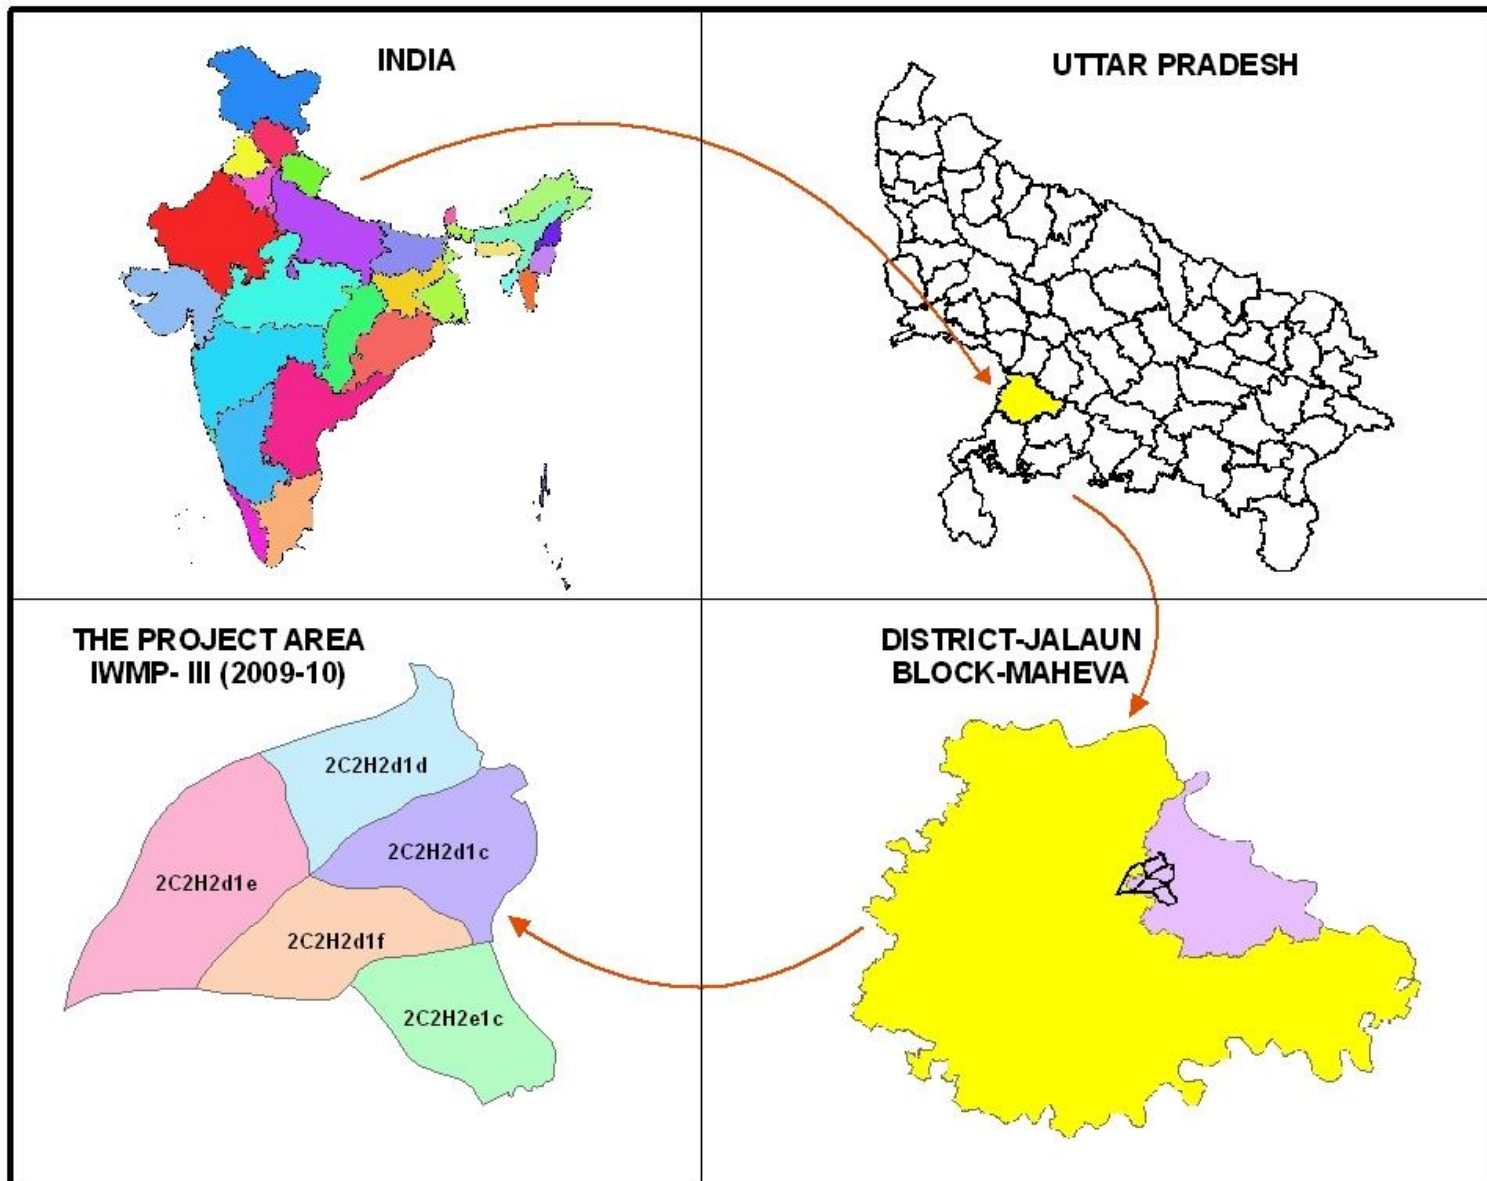 INDIA
UTTAR PRADESH
THE PROJECT AREA
IWMP- III (2009-10)
2C2H2d1d
2C2H2d1c
2C2H2d1e
2C2H2d1f
2C2H2e1c
DISTRICT-JALAUN
BLOCK-MAHEVA